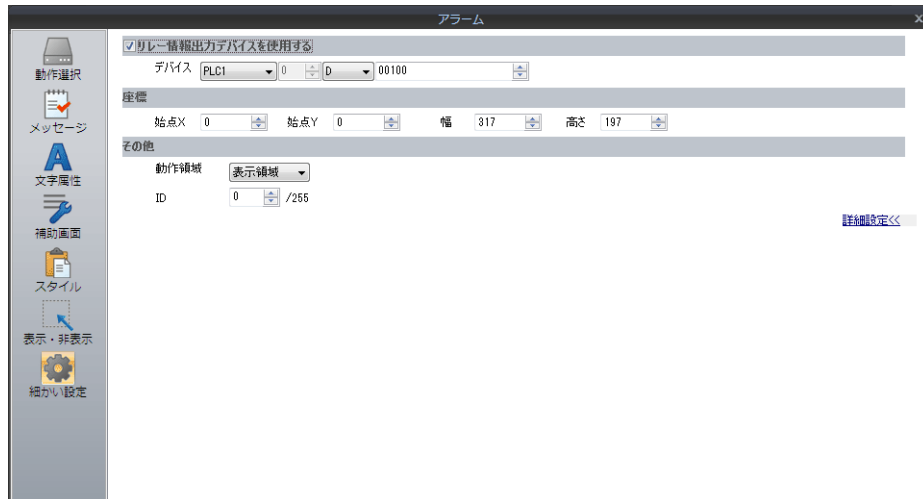 アラーム
x
動作選択
メッセージ
文字属性
補助画面
スタイル
表示・非表示
細かい設定
リレー情報出力デバイスを使用する
デバイス PLC1 0 D 00100
座標
始点X 0 始点Y 0 幅 317 高さ 197
その他
動作領域 表示領域
ID 0 /255
詳細設定<<